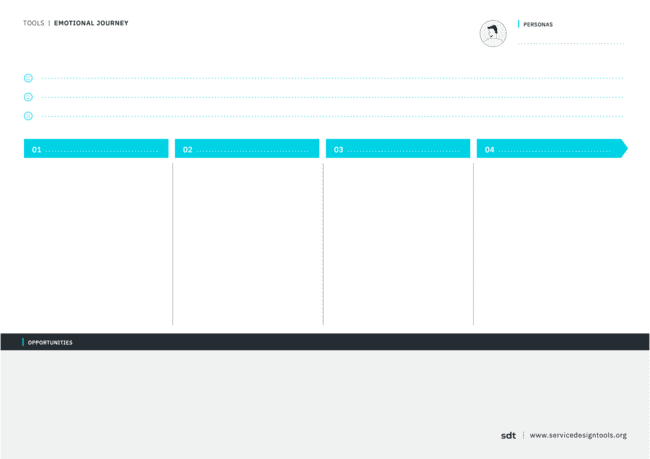 TOOLS | EMOTIONAL JOURNEY
PERSONAS
01
02
03
04
OPPORTUNITIES
sdt | www.servicedesigntools.org